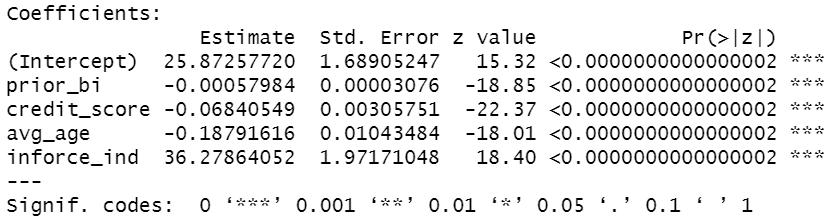 Coefficients:
Estimate Std. Error z value Pr(>|z|)
(Intercept) 25.87257720 1.68905247 15.32 <0.0000000000000002 ***
prior_bi -0.00057984 0.00003076 -18.85 <0.0000000000000002 ***
credit_score -0.06840549 0.00305751 -22.37 <0.0000000000000002 ***
avg_age -0.18791616 0.01043484 -18.01 <0.0000000000000002 ***
inforce_ind 36.27864052 1.97171048 18.40 <0.0000000000000002 ***
---
Signif. codes: 0 ‘***’ 0.001 ‘**’ 0.01 ‘*’ 0.05 ‘.’ 0.1 ‘ ’ 1